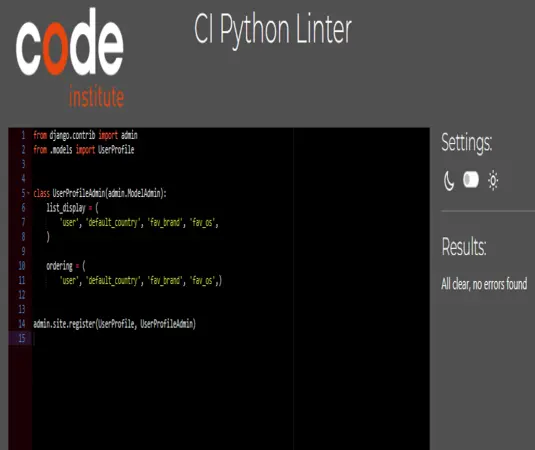 code
institute
CI Python Linter
1 from django.contrib import admin
2 from .models import UserProfile
3
4
5 class UserProfileAdmin(admin.ModelAdmin):
6     list_display = (
7         'user', 'default_country', 'fav_brand', 'fav_os',
8     )
9
10     ordering = (
11         'user', 'default_country', 'fav_brand', 'fav_os',)
12
13
14 admin.site.register(UserProfile, UserProfileAdmin)
15
Settings:
Results:
All clear, no errors found